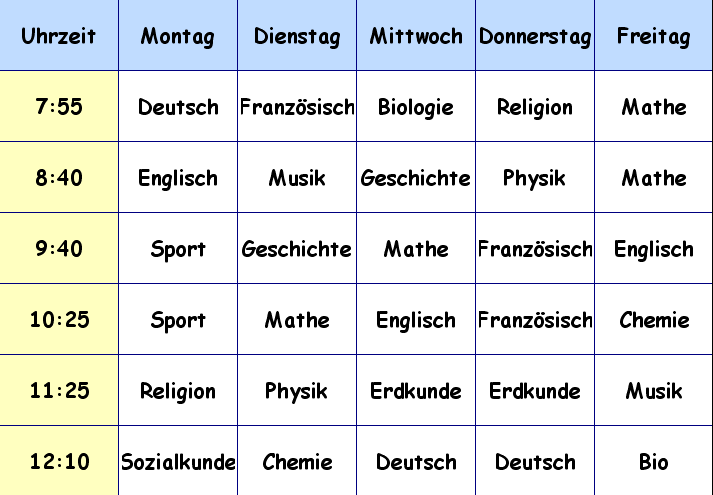 Uhrzeit Montag Dienstag Mittwoch Donnerstag Freitag
7:55 Deutsch Französisch Biologie Religion Mathe
8:40 Englisch Musik Geschichte Physik Mathe
9:40 Sport Geschichte Mathe Französisch Englisch
10:25 Sport Mathe Englisch Französisch Chemie
11:25 Religion Physik Erdkunde Erdkunde Musik
12:10 Sozialkunde Chemie Deutsch Deutsch Bio